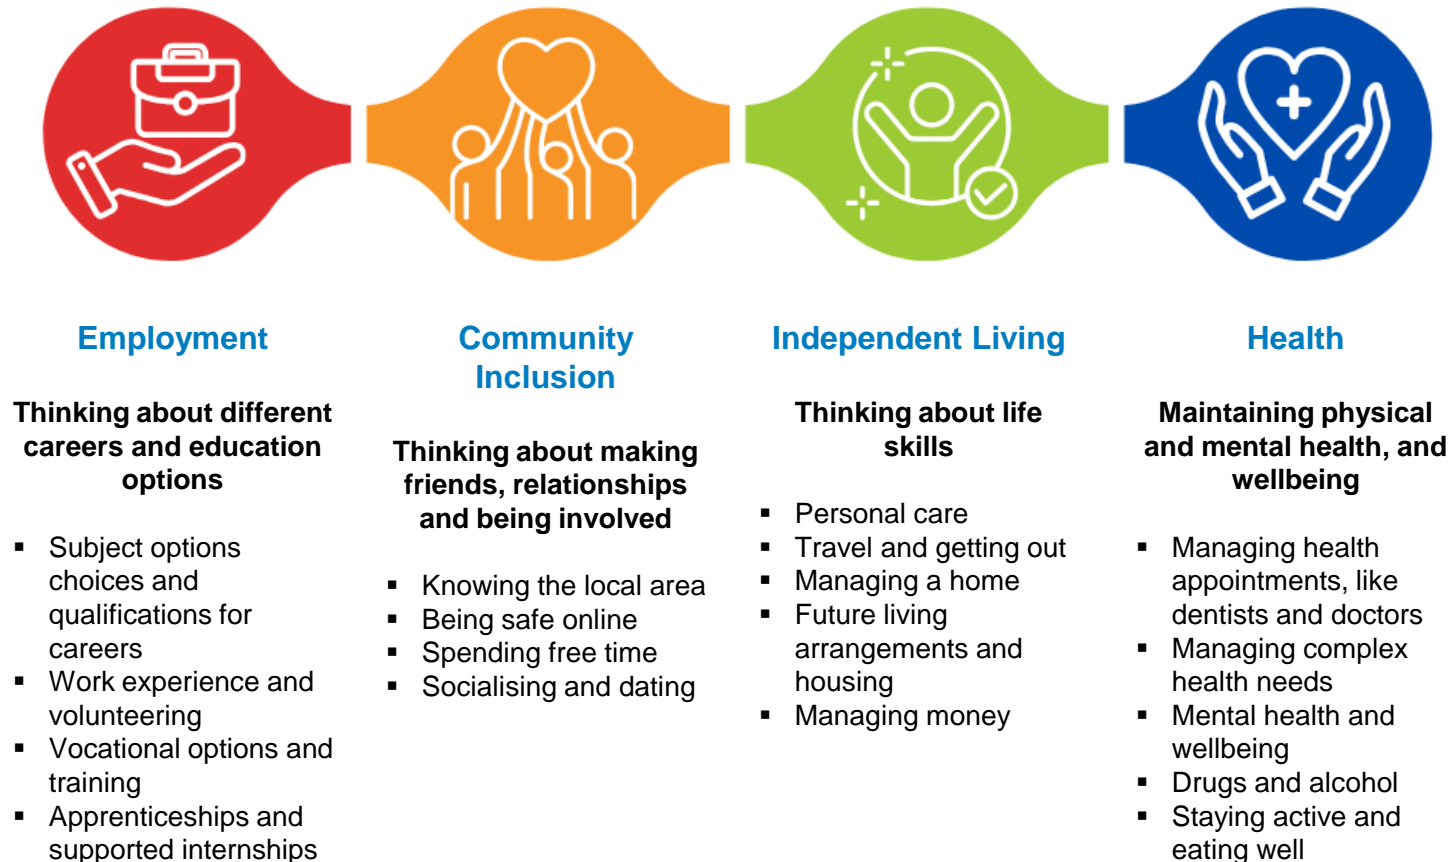 Employment
Thinking about different
careers and education
options
▪ Subject options
choices and
qualifications for
careers
▪ Work experience and
volunteering
▪ Vocational options and
training
▪ Apprenticeships and
supported internships
Community
Inclusion
Thinking about making
friends, relationships
and being involved
▪ Knowing the local area
▪ Being safe online
▪ Spending free time
▪ Socialising and dating
Independent Living
Thinking about life
skills
▪ Personal care
▪ Travel and getting out
▪ Managing a home
▪ Future living
arrangements and
housing
▪ Managing money
Health
Maintaining physical
and mental health, and
wellbeing
▪ Managing health
appointments, like
dentists and doctors
▪ Managing complex
health needs
▪ Mental health and
wellbeing
▪ Drugs and alcohol
▪ Staying active and
eating well